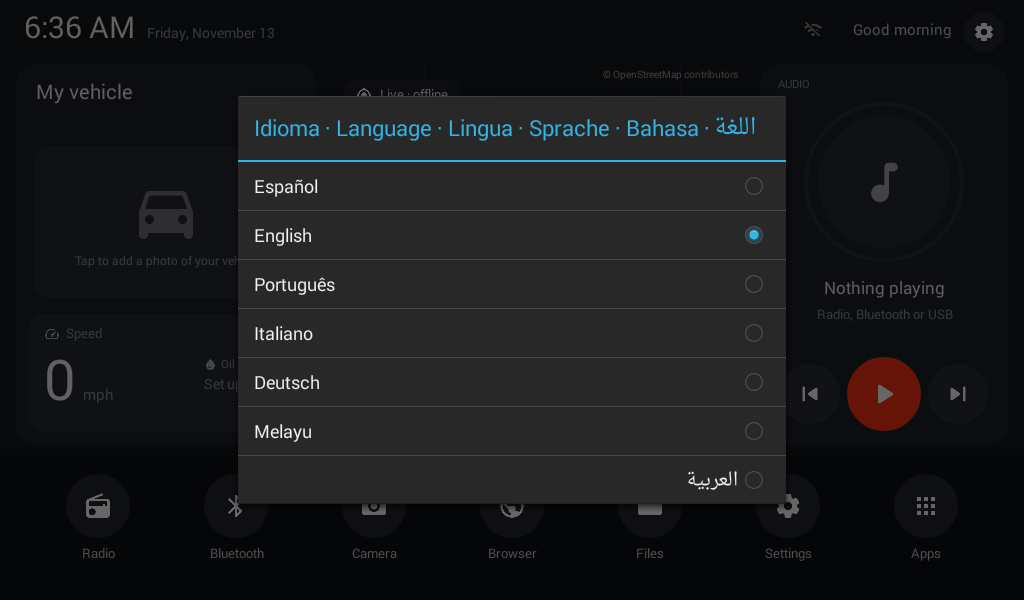 6:36 AM Friday, November 13
Good morning
My vehicle
© OpenStreetMap contributors
AUDIO
Live · offline
Idioma · Language · Lingua · Sprache · Bahasa · اللغة
Español
English
Português
Italiano
Deutsch
Melayu
العربية
Tap to add a photo of your
Speed
0 mph
Oil
Set up
Nothing playing
Radio, Bluetooth or USB
Radio
Bluetooth
Camera
Browser
Files
Settings
Apps